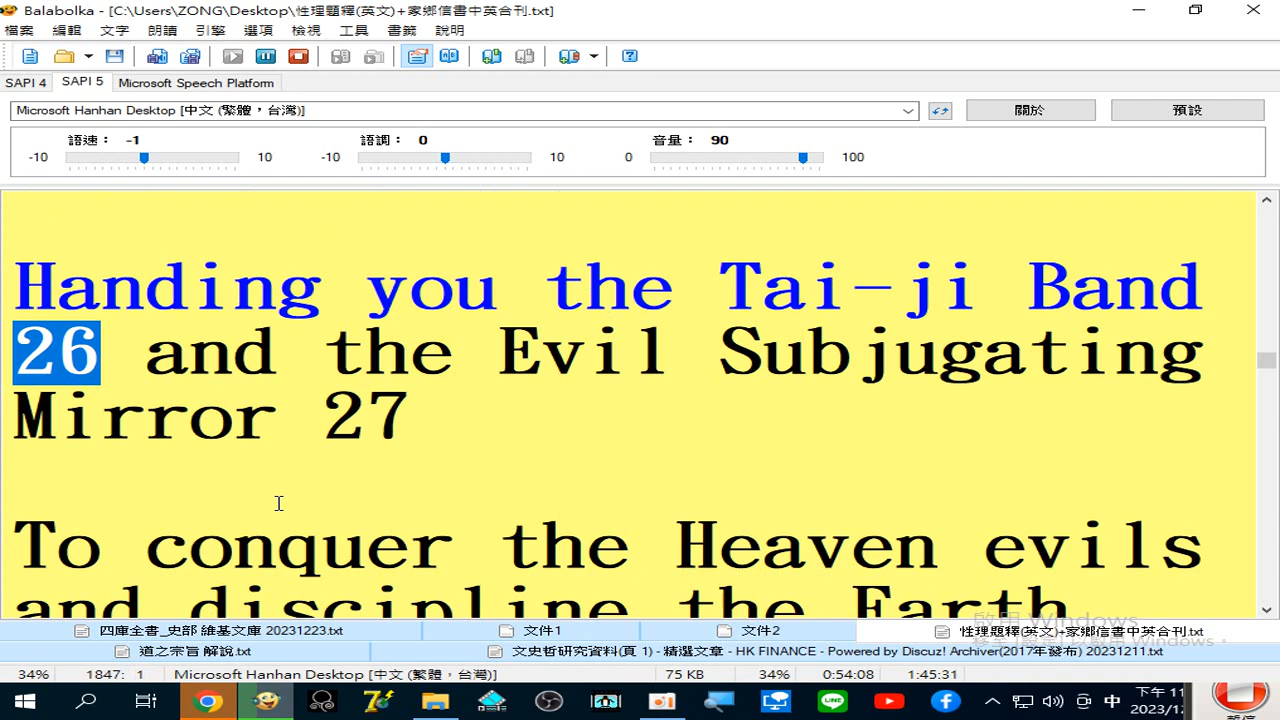 Balabolka - [C:\Users\ZONG\Desktop\性理題釋(英文)+家鄉信書中英合刊.txt]
檔案 編輯 文字 朗讀 引擎 選項 檢視 工具 書籤 說明
SAPI 4 SAPI 5 Microsoft Speech Platform
Microsoft Hanhan Desktop [中文 (繁體，台灣)] 關於 預設
語速： -1 語調： 0 音量： 90
-10 10 -10 10 0 100
Handing you the Tai-ji Band
26 and the Evil Subjugating
Mirror 27
To conquer the Heaven evils
and discipline the Earth
啟用 Windows
四庫全書_史部 維基文庫 20231223.txt 文件1 文件2 性理題釋(英文)+家鄉信書中英合刊.txt
道之宗旨 解說.txt 文史哲研究資料(頁 1) - 精選文章 - HK FINANCE - Powered by Discuz! Archiver(2017年發布) 20231211.txt
34% 1847: 1 Microsoft Hanhan Desktop [中文 (繁體，台灣)] 75 KB 34% 0:54:08 1:45:31
中 下午 11
2023/12